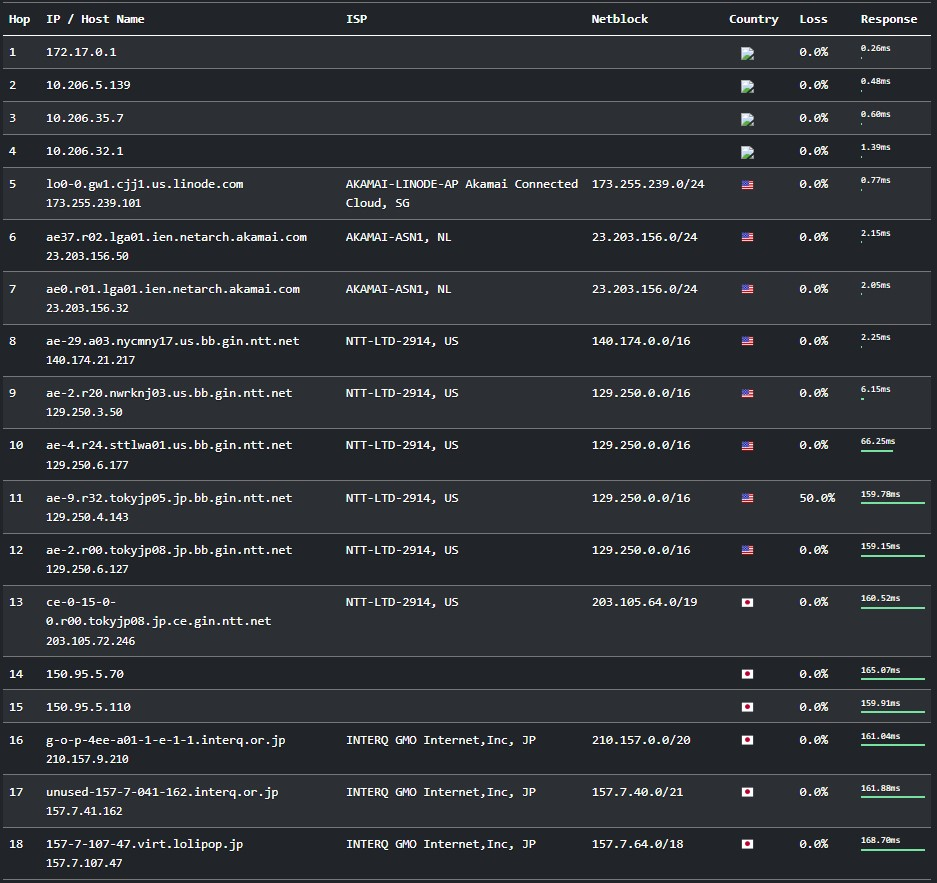 Hop IP / Host Name ISP Netblock Country Loss Response
1 172.17.0.1 0.0% 0.26ms
2 10.206.5.139 0.0% 0.48ms
3 10.206.35.7 0.0% 0.60ms
4 10.206.32.1 0.0% 1.39ms
5 lo0-0.gw1.cjj1.us.linode.com AKAMAI-LINODE-AP Akamai Connected 173.255.239.0/24 0.0% 0.77ms
173.255.239.101 Cloud, SG
6 ae37.r02.lga01.ien.netarch.akamai.com AKAMAI-ASN1, NL 23.203.156.0/24 0.0% 2.15ms
23.203.156.50
7 ae0.r01.lga01.ien.netarch.akamai.com AKAMAI-ASN1, NL 23.203.156.0/24 0.0% 2.05ms
23.203.156.32
8 ae-29.a03.nycmny17.us.bb.gin.ntt.net NTT-LTD-2914, US 140.174.0.0/16 0.0% 2.25ms
140.174.21.217
9 ae-2.r20.nwrknj03.us.bb.gin.ntt.net NTT-LTD-2914, US 129.250.0.0/16 0.0% 6.15ms
129.250.3.50
10 ae-4.r24.sttlwa01.us.bb.gin.ntt.net NTT-LTD-2914, US 129.250.0.0/16 0.0% 66.25ms
129.250.6.177
11 ae-9.r32.tokyjp05.jp.bb.gin.ntt.net NTT-LTD-2914, US 129.250.0.0/16 50.0% 159.78ms
129.250.4.143
12 ae-2.r00.tokyjp08.jp.bb.gin.ntt.net NTT-LTD-2914, US 129.250.0.0/16 0.0% 159.15ms
129.250.6.127
13 ce-0-15-0- NTT-LTD-2914, US 203.105.64.0/19 0.0% 160.52ms
0.r00.tokyjp08.jp.ce.gin.ntt.net
203.105.72.246
14 150.95.5.70 0.0% 165.07ms
15 150.95.5.110 0.0% 159.91ms
16 g-o-p-4ee-a01-1-e-1-1.interq.or.jp INTERQ GMO Internet,Inc, JP 210.157.0.0/20 0.0% 161.04ms
210.157.9.210
17 unused-157-7-041-162.interq.or.jp INTERQ GMO Internet,Inc, JP 157.7.40.0/21 0.0% 161.88ms
157.7.41.162
18 157-7-107-47.virt.lolipop.jp INTERQ GMO Internet,Inc, JP 157.7.64.0/18 0.0% 168.70ms
157.7.107.47